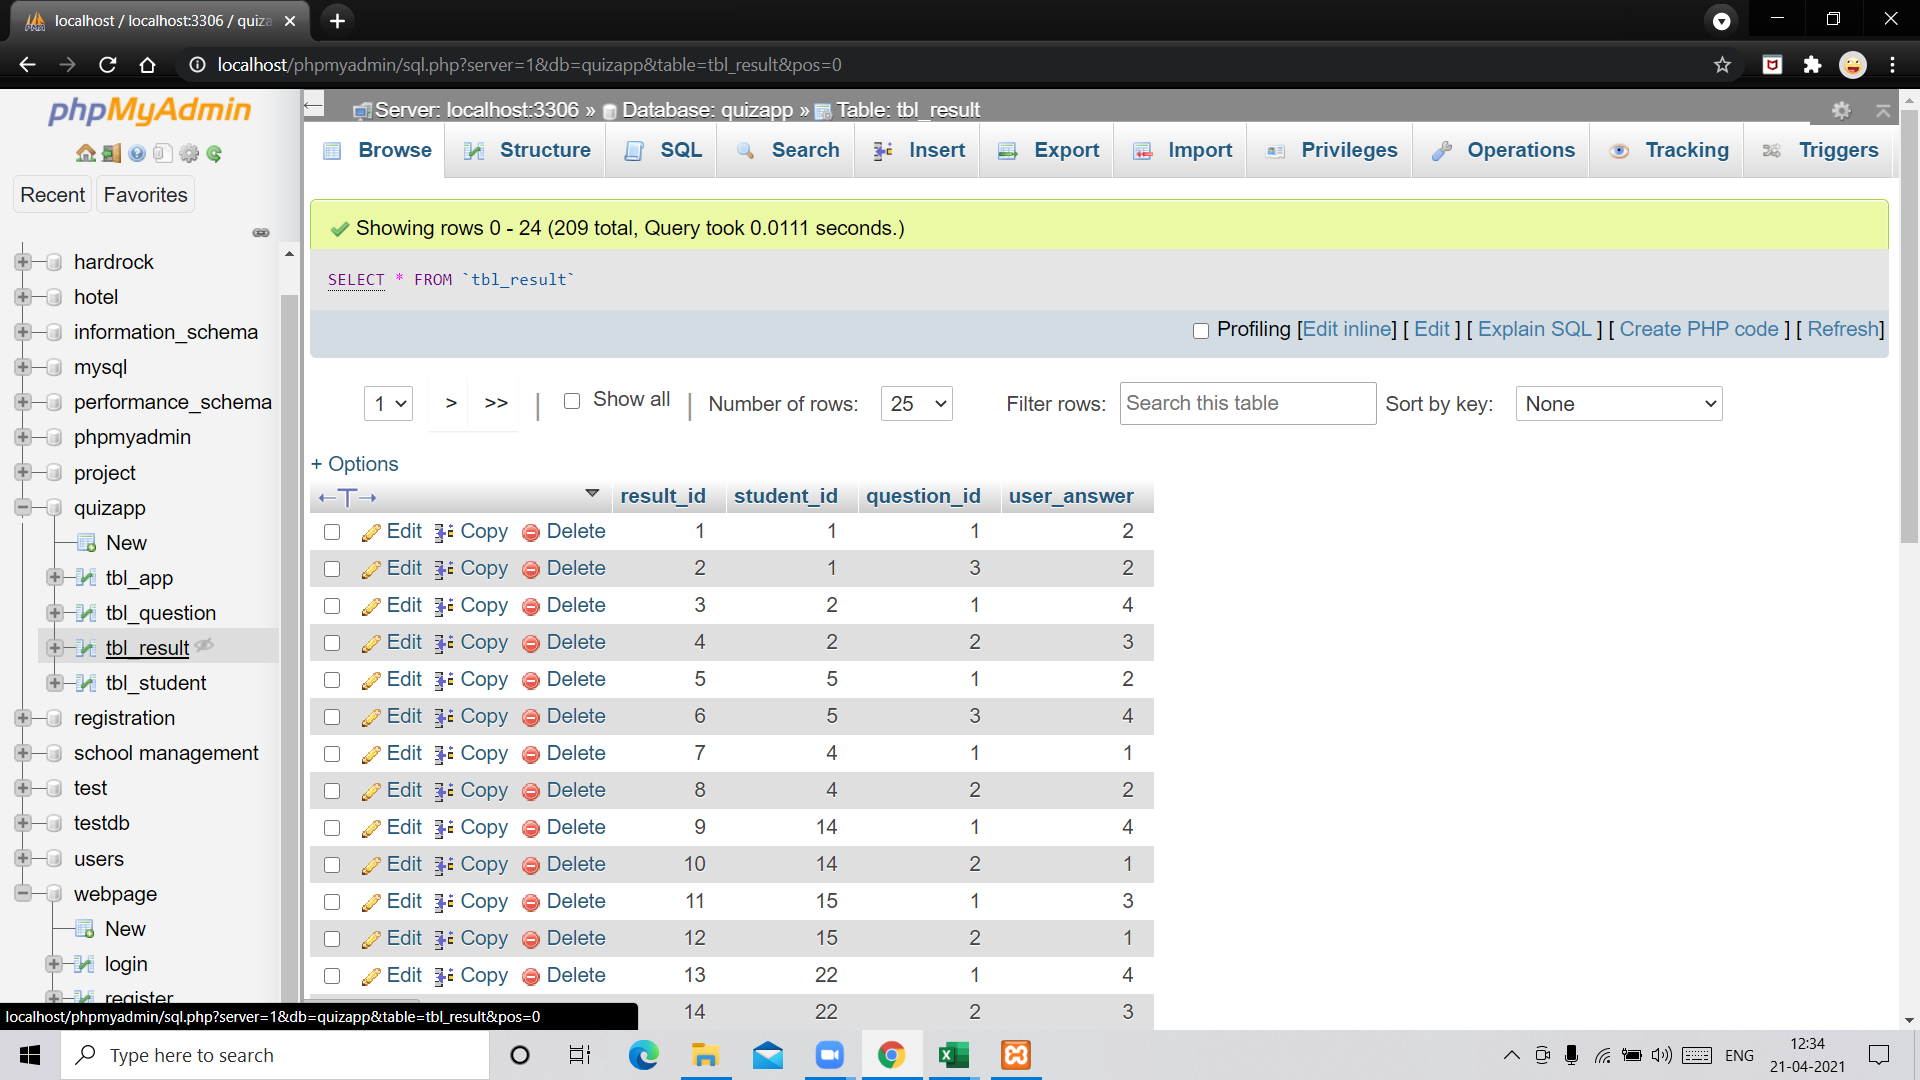 localhost / localhost:3306 / quiza
localhost/phpmyadmin/sql.php?server=1&db=quizapp&table=tbl_result&pos=0
phpMyAdmin
Recent Favorites
hardrock
hotel
information_schema
mysql
performance_schema
phpmyadmin
project
quizapp
New
tbl_app
tbl_question
tbl_result
tbl_student
registration
school management
test
testdb
users
webpage
New
login
register
Server: localhost:3306 » Database: quizapp » Table: tbl_result
Browse Structure SQL Search Insert Export Import Privileges Operations Tracking Triggers
Showing rows 0 - 24 (209 total, Query took 0.0111 seconds.)
SELECT * FROM `tbl_result`
Profiling [Edit inline] [ Edit ] [ Explain SQL ] [ Create PHP code ] [ Refresh]
1 > >> | Show all | Number of rows: 25 Filter rows: Search this table Sort by key: None
+ Options
←T→ result_id student_id question_id user_answer
Edit Copy Delete 1 1 1 2
Edit Copy Delete 2 1 3 2
Edit Copy Delete 3 2 1 4
Edit Copy Delete 4 2 2 3
Edit Copy Delete 5 5 1 2
Edit Copy Delete 6 5 3 4
Edit Copy Delete 7 4 1 1
Edit Copy Delete 8 4 2 2
Edit Copy Delete 9 14 1 4
Edit Copy Delete 10 14 2 1
Edit Copy Delete 11 15 1 3
Edit Copy Delete 12 15 2 1
Edit Copy Delete 13 22 1 4
14 22 2 3
localhost/phpmyadmin/sql.php?server=1&db=quizapp&table=tbl_result&pos=0
Type here to search
ENG
12:34
21-04-2021